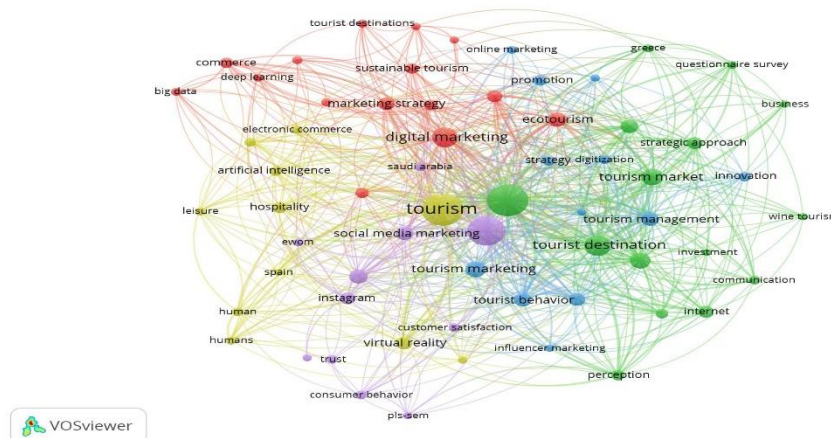 tourist destinations
online marketing
greece
commerce
sustainable tourism
questionnaire survey
deep learning
promotion
big data
marketing strategy
business
ecotourism
electronic commerce
digital marketing
strategic approach
saudi arabia
strategy
digitization
artificial intelligence
tourism market
innovation
leisure
hospitality
tourism
wine tourism
tourism management
social media marketing
ewom
tourist destination
investment
spain
tourism marketing
communication
instagram
tourist behavior
human
internet
customer satisfaction
humans
virtual reality
influencer marketing
trust
perception
consumer behavior
pls-sem
VOSviewer